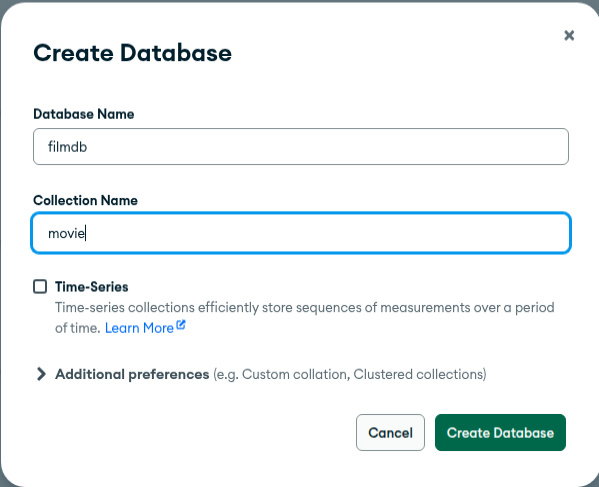 Create Database
Database Name
filmdb
Collection Name
movie
Time-Series
Time-series collections efficiently store sequences of measurements over a period
of time. Learn More
Additional preferences (e.g. Custom collation, Clustered collections)
Cancel Create Database